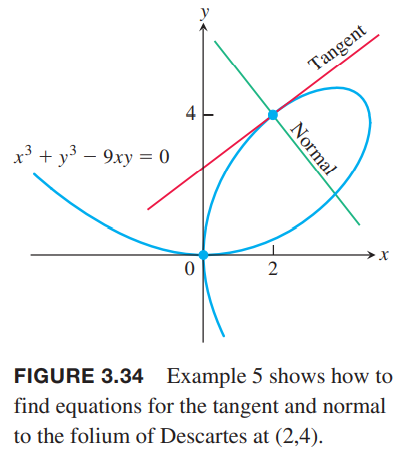 y
Tangent
4
Normal
x³ + y³ − 9xy = 0
x
0
2
FIGURE 3.34 Example 5 shows how to
find equations for the tangent and normal
to the folium of Descartes at (2,4).